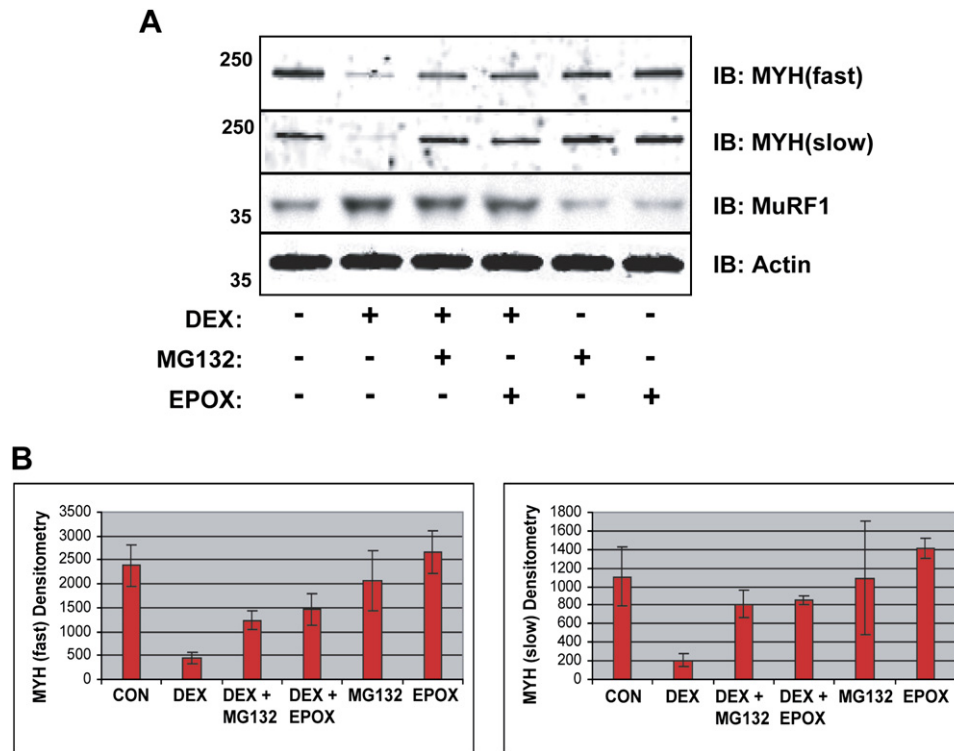 A
250
IB: MYH(fast)
250
IB: MYH(slow)
35
IB: MuRF1
35
IB: Actin
DEX: - + + + - -
MG132: - - + - + -
EPOX: - - - + - +
B
MYH (fast) Densitometry
3500
3000
2500
2000
1500
1000
500
0
CON DEX DEX + MG132 DEX + EPOX MG132 EPOX
MYH (slow) Densitometry
1800
1600
1400
1200
1000
800
600
400
200
0
CON DEX DEX + MG132 DEX + EPOX MG132 EPOX